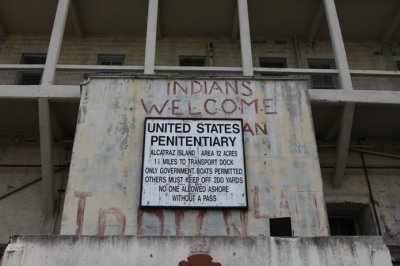 INDIANS
WELCOME
UNITED STATES
PENITENTIARY
ALCATRAZ ISLAND AREA 12 ACRES
1½ MILES TO TRANSPORT DOCK
ONLY GOVERNMENT BOATS PERMITTED
OTHERS MUST KEEP OFF 200 YARDS
NO ONE ALLOWED ASHORE
WITHOUT A PASS